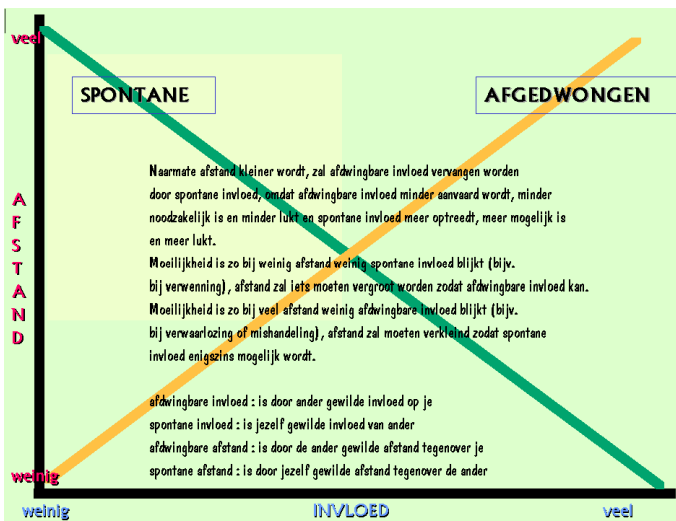 veel
SPONTANE
AFGEDWONGEN
Naarmate afstand kleiner wordt, zal afdwingbare invloed vervangen worden
door spontane invloed, omdat afdwingbare invloed minder aanvaard wordt, minder
noodzakelijk is en minder lukt en spontane invloed meer optreedt, meer mogelijk is
en meer lukt.
Moeilijkheid is zo bij weinig afstand weinig spontane invloed blijkt (bijv.
bij verwenning), afstand zal iets moeten vergroot worden zodat afdwingbare invloed kan.
Moeilijkheid is zo bij veel afstand weinig afdwingbare invloed blijkt (bijv.
bij verwaarlozing of mishandeling), afstand zal moeten verkleind zodat spontane
invloed enigszins mogelijk wordt.
afdwingbare invloed : is door ander gewilde invloed op je
spontane invloed : is jezelf gewilde invloed van ander
afdwingbare afstand : is door de ander gewilde afstand tegenover je
spontane afstand : is door jezelf gewilde afstand tegenover de ander
AFSTAND
weinig
weinig
INVLOED
veel